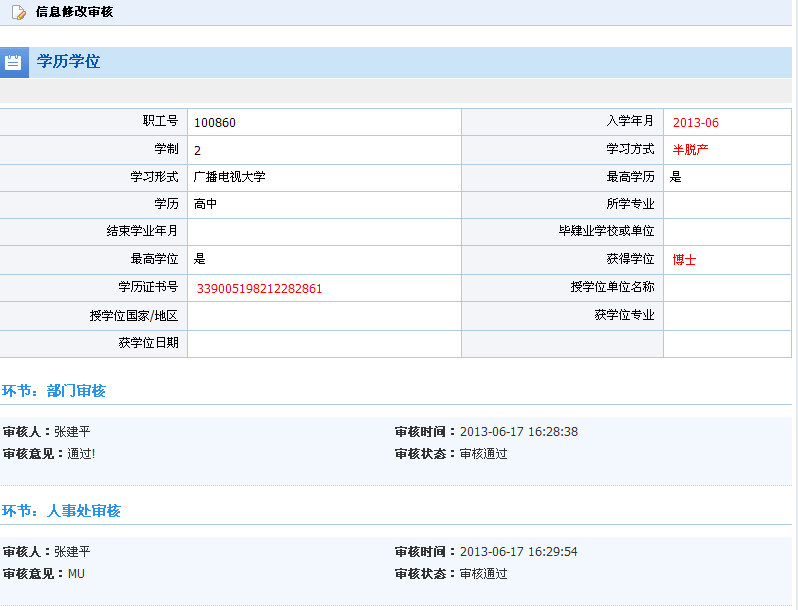 信息修改审核
学历学位
职工号 100860 入学年月 2013-06
学制 2 学习方式 半脱产
学习形式 广播电视大学 最高学历 是
学历 高中 所学专业
结束学业年月 毕肄业学校或单位
最高学位 是 获得学位 博士
学历证书号 339005198212282861 授学位单位名称
授学位国家/地区 获学位专业
获学位日期
环节：部门审核
审核人：张建平 审核时间：2013-06-17 16:28:38
审核意见：通过! 审核状态：审核通过
环节：人事处审核
审核人：张建平 审核时间：2013-06-17 16:29:54
审核意见：MU 审核状态：审核通过